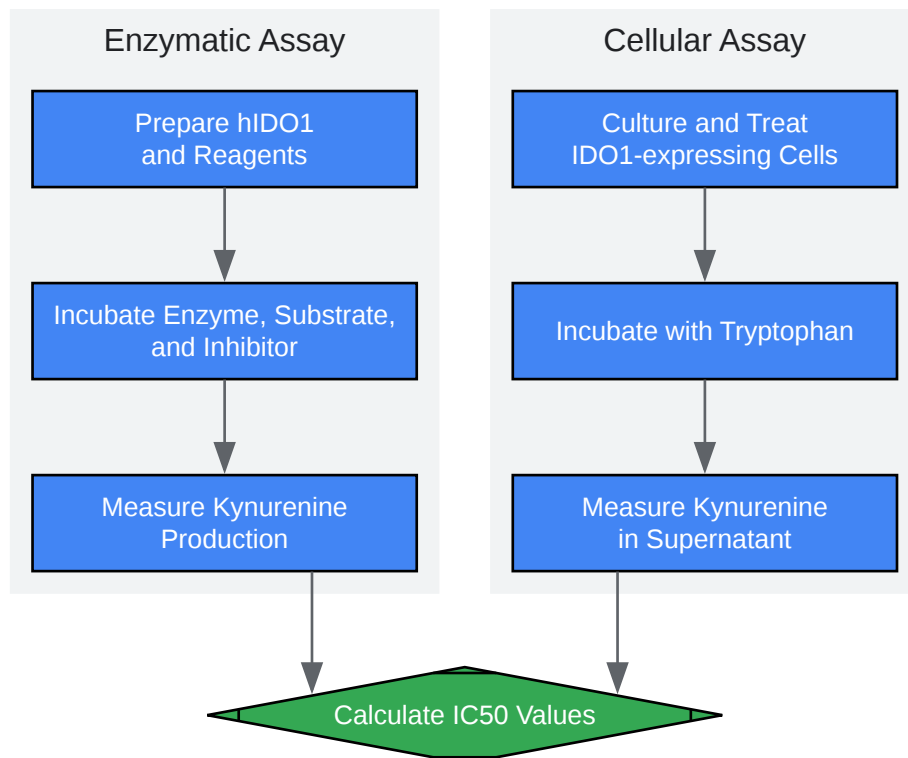 Enzymatic Assay
Prepare hIDO1
and Reagents
Incubate Enzyme, Substrate,
and Inhibitor
Measure Kynurenine
Production
Cellular Assay
Culture and Treat
IDO1-expressing Cells
Incubate with Tryptophan
Measure Kynurenine
in Supernatant
Calculate IC50 Values